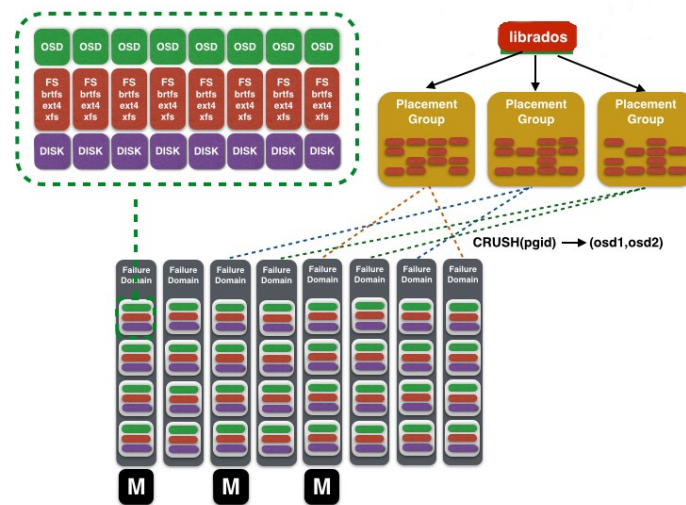 OSD OSD OSD OSD OSD OSD OSD OSD
FS FS FS FS FS FS FS FS
brtfs brtfs brtfs brtfs brtfs brtfs brtfs brtfs
ext4 ext4 ext4 ext4 ext4 ext4 ext4 ext4
xfs xfs xfs xfs xfs xfs xfs xfs
DISK DISK DISK DISK DISK DISK DISK DISK
librados
Placement Placement Placement
Group Group Group
CRUSH(pgid) → (osd1,osd2)
Failure Failure Failure Failure Failure Failure Failure Failure
Domain Domain Domain Domain Domain Domain Domain Domain
M M M